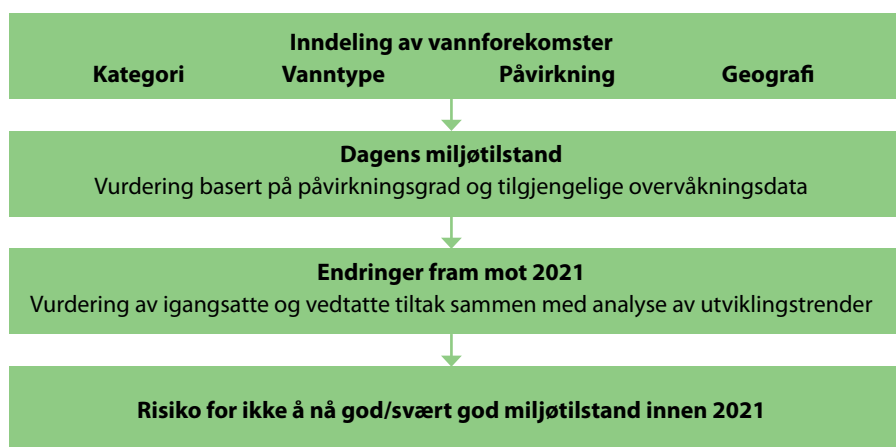 Inndeling av vannforekomster
Kategori Vanntype Påvirkning Geografi
Dagens miljøtilstand
Vurdering basert på påvirkningsgrad og tilgjengelige overvåkningsdata
Endringer fram mot 2021
Vurdering av igangsatte og vedtatte tiltak sammen med analyse av utviklingstrender
Risiko for ikke å nå god/svært god miljøtilstand innen 2021